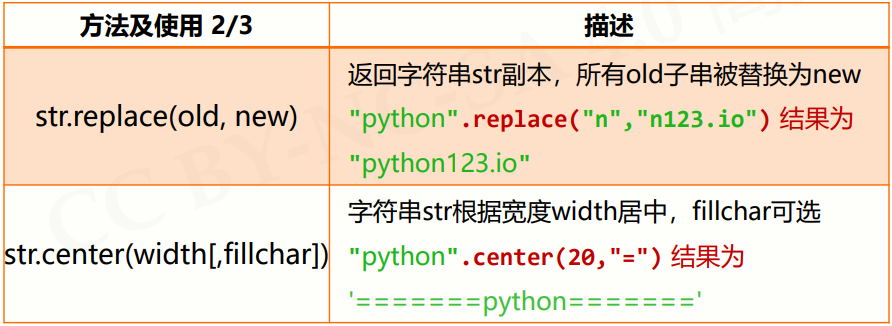 方法及使用 2/3
描述
str.replace(old, new)
返回字符串str副本，所有old子串被替换为new
"python".replace("n","n123.io") 结果为
"python123.io"
str.center(width[,fillchar])
字符串str根据宽度width居中，fillchar可选
"python".center(20,"=") 结果为
'=======python======='